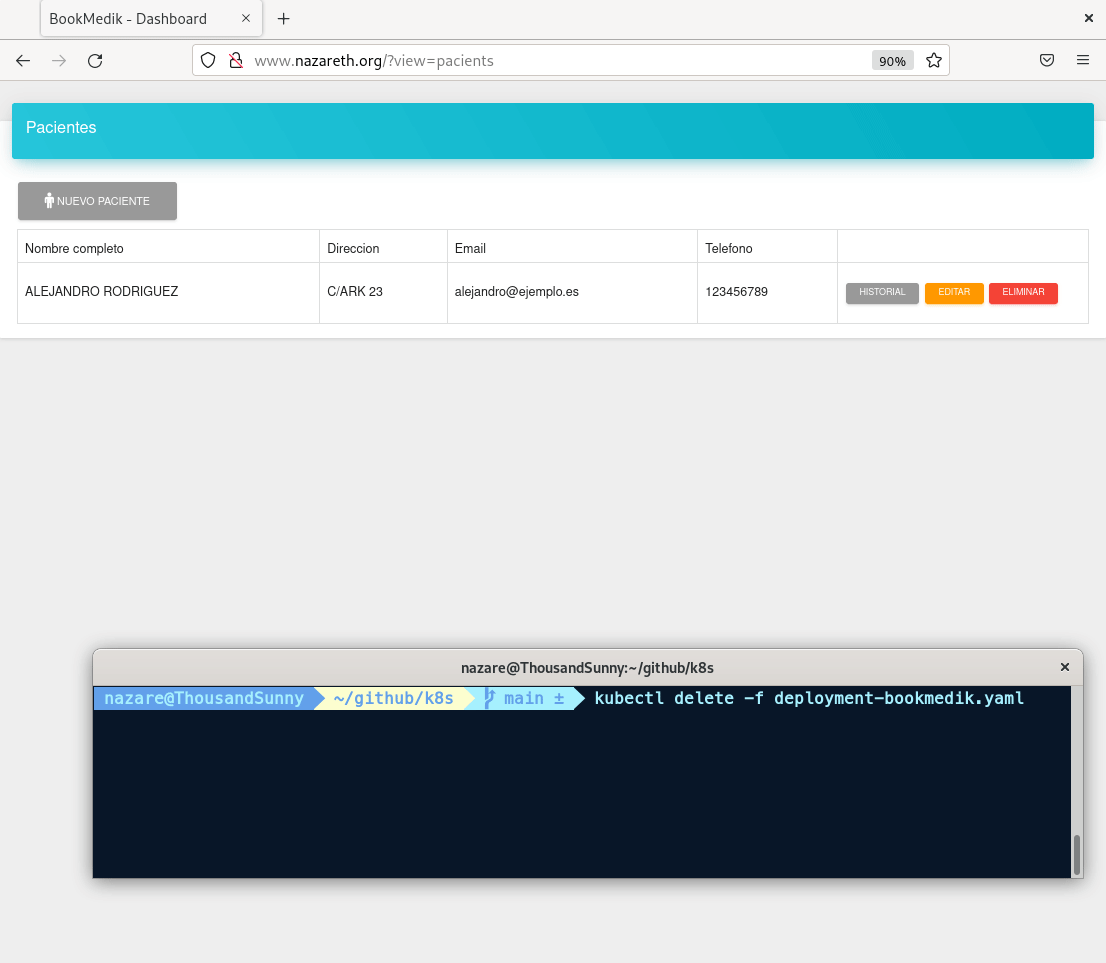 BookMedik - Dashboard
www.nazareth.org/?view=pacients 90%
Pacientes
NUEVO PACIENTE
Nombre completo Direccion Email Telefono
ALEJANDRO RODRIGUEZ C/ARK 23 alejandro@ejemplo.es 123456789 HISTORIAL EDITAR ELIMINAR
nazare@ThousandSunny:~/github/k8s
nazare@ThousandSunny ~/github/k8s main ± kubectl delete -f deployment-bookmedik.yaml